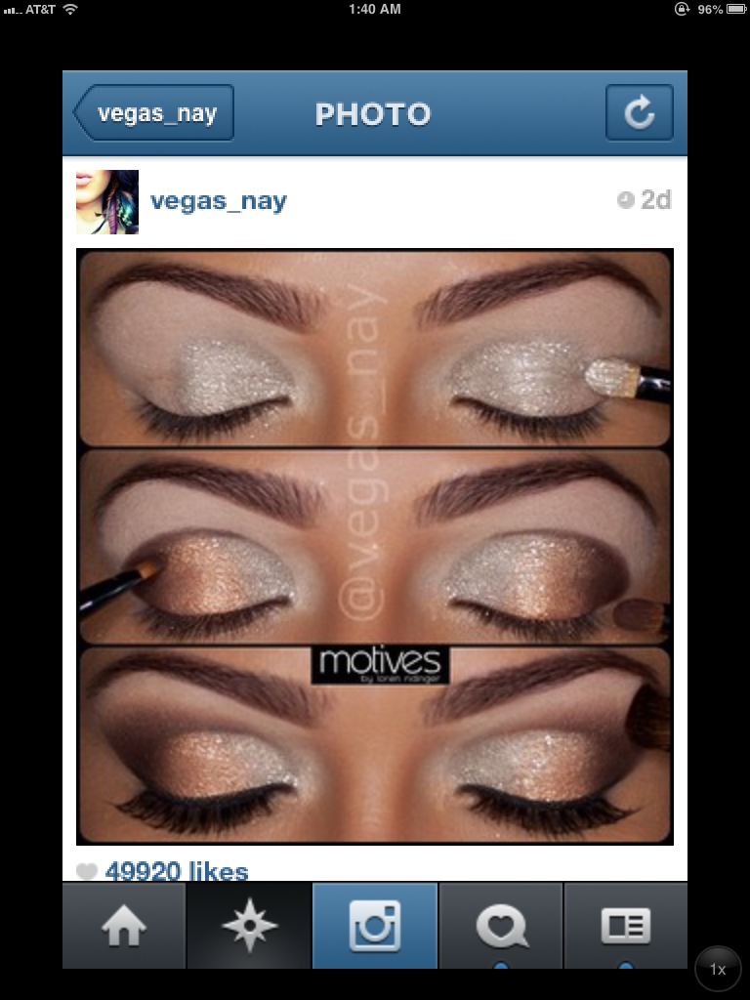 AT&T 1:40 AM 96%
vegas_nay PHOTO
vegas_nay 2d
@vegas_nay
motives
by loren ridinger
49920 likes
1x